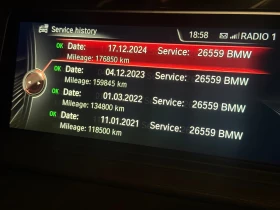 Service history
18:58 RADIO 1
OK Date: 17.12.2024 Service: 26559 BMW
Mileage: 176850 km
OK Date: 04.12.2023 Service: 26559 BMW
Mileage: 159845 km
OK Date: 01.03.2022 Service: 26559 BMW
Mileage: 134800 km
OK Date: 11.01.2021 Service: 26559 BMW
Mileage: 118500 km